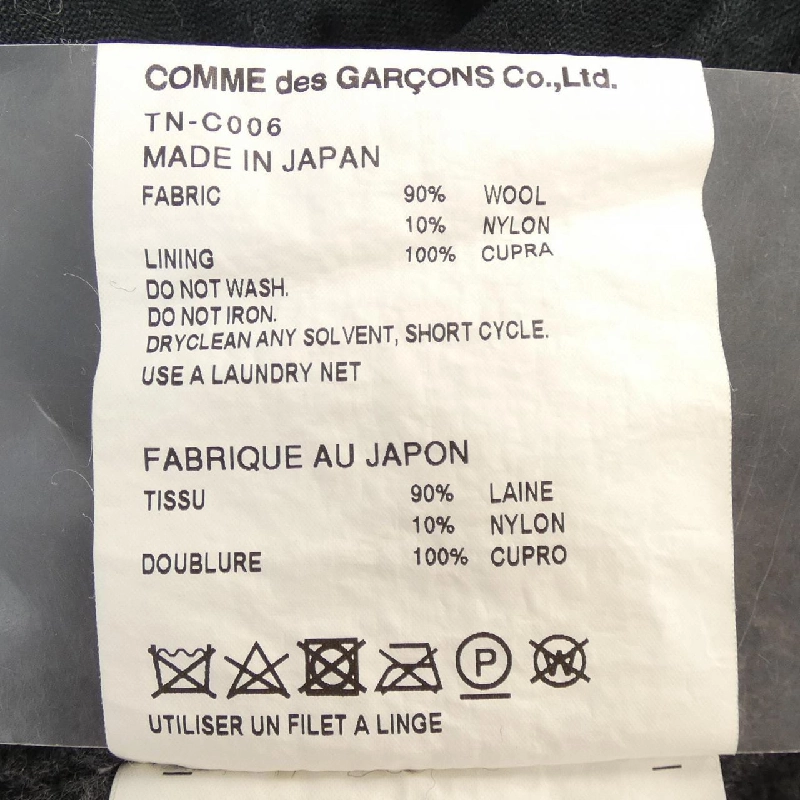 COMME des GARÇONS Co.,Ltd.
TN-C006
MADE IN JAPAN
FABRIC 90% WOOL
10% NYLON
LINING 100% CUPRA
DO NOT WASH.
DO NOT IRON.
DRYCLEAN ANY SOLVENT, SHORT CYCLE.
USE A LAUNDRY NET
FABRIQUE AU JAPON
TISSU 90% LAINE
10% NYLON
DOUBLURE 100% CUPRO
P W
UTILISER UN FILET A LINGE